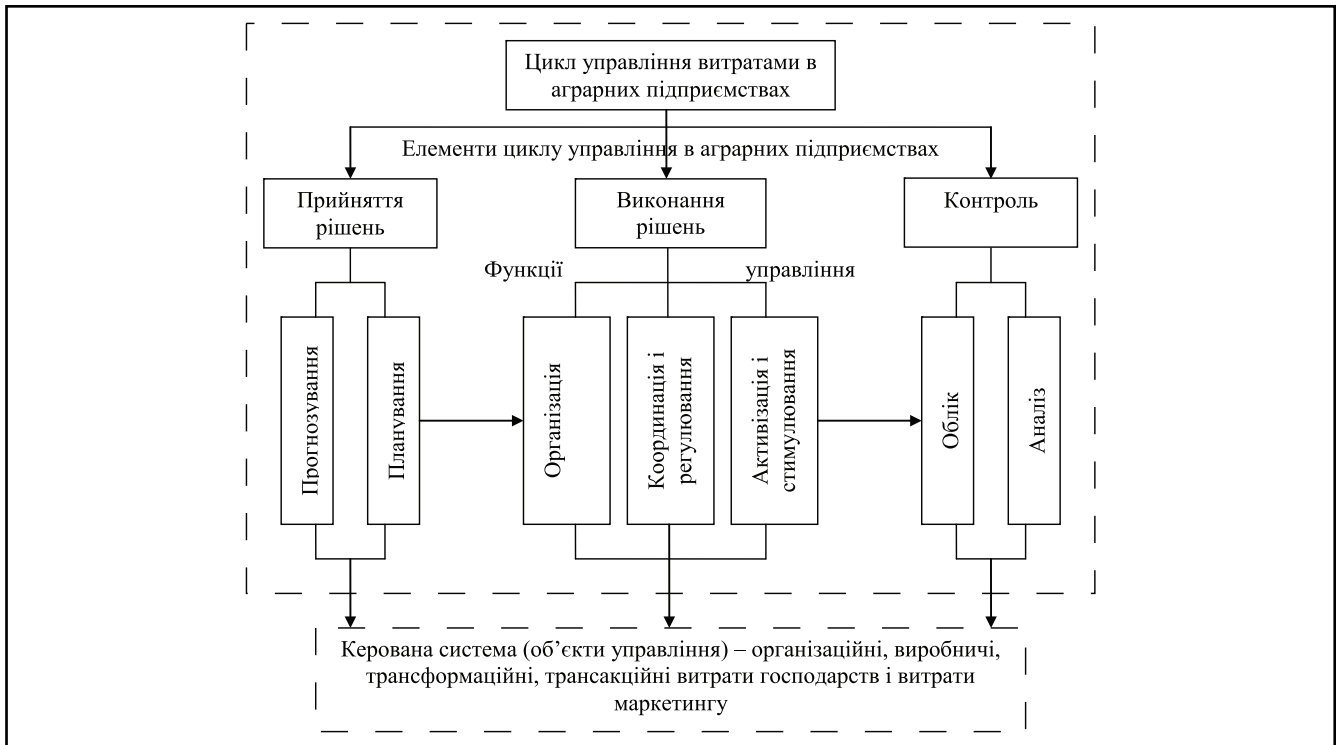 Цикл управління витратами в
аграрних підприємствах
Елементи циклу управління в аграрних підприємствах
Прийняття
рішень
Виконання
рішень
Контроль
Функції управління
Прогнозування
Планування
Організація
Координація і
регулювання
Активізація і
стимулювання
Облік
Аналіз
Керована система (об’єкти управління) – організаційні, виробничі,
трансформаційні, трансакційні витрати господарств і витрати
маркетингу